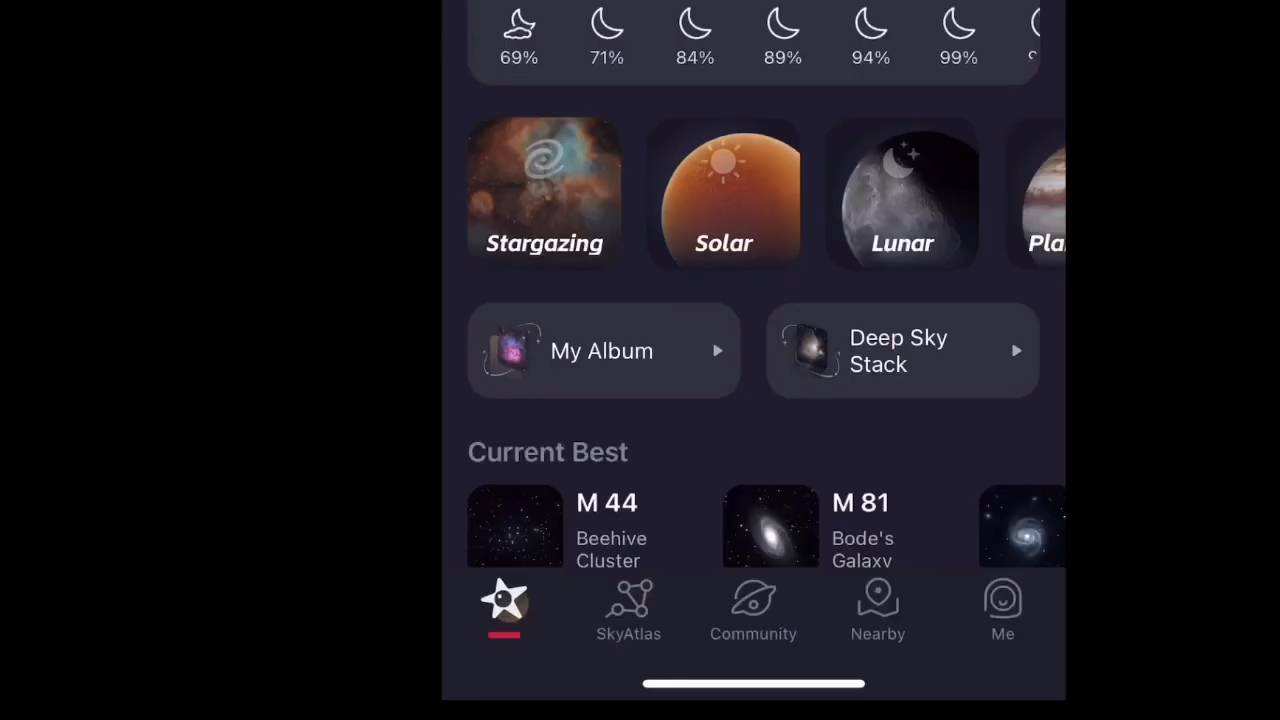 69% 71% 84% 89% 94% 99%
Stargazing Solar Lunar
My Album
Deep Sky
Stack
Current Best
M 44
Beehive
Cluster
M 81
Bode's
Galaxy
SkyAtlas Community Nearby Me